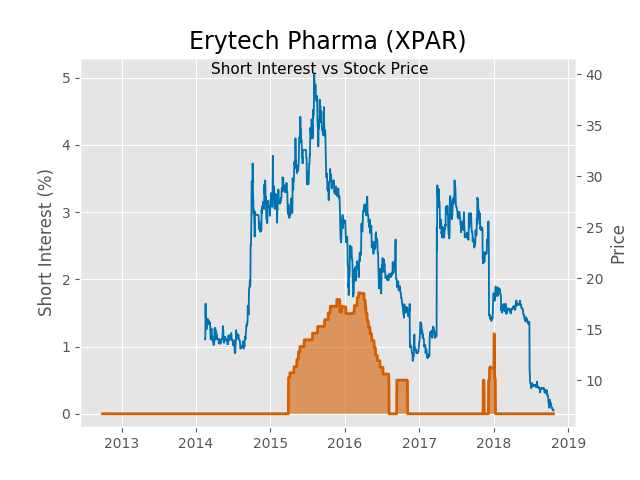 Erytech Pharma (XPAR)
Short Interest vs Stock Price
Short Interest (%)
5
4
3
2
1
0
40
35
30
25
20
15
10
Price
2013 2014 2015 2016 2017 2018 2019